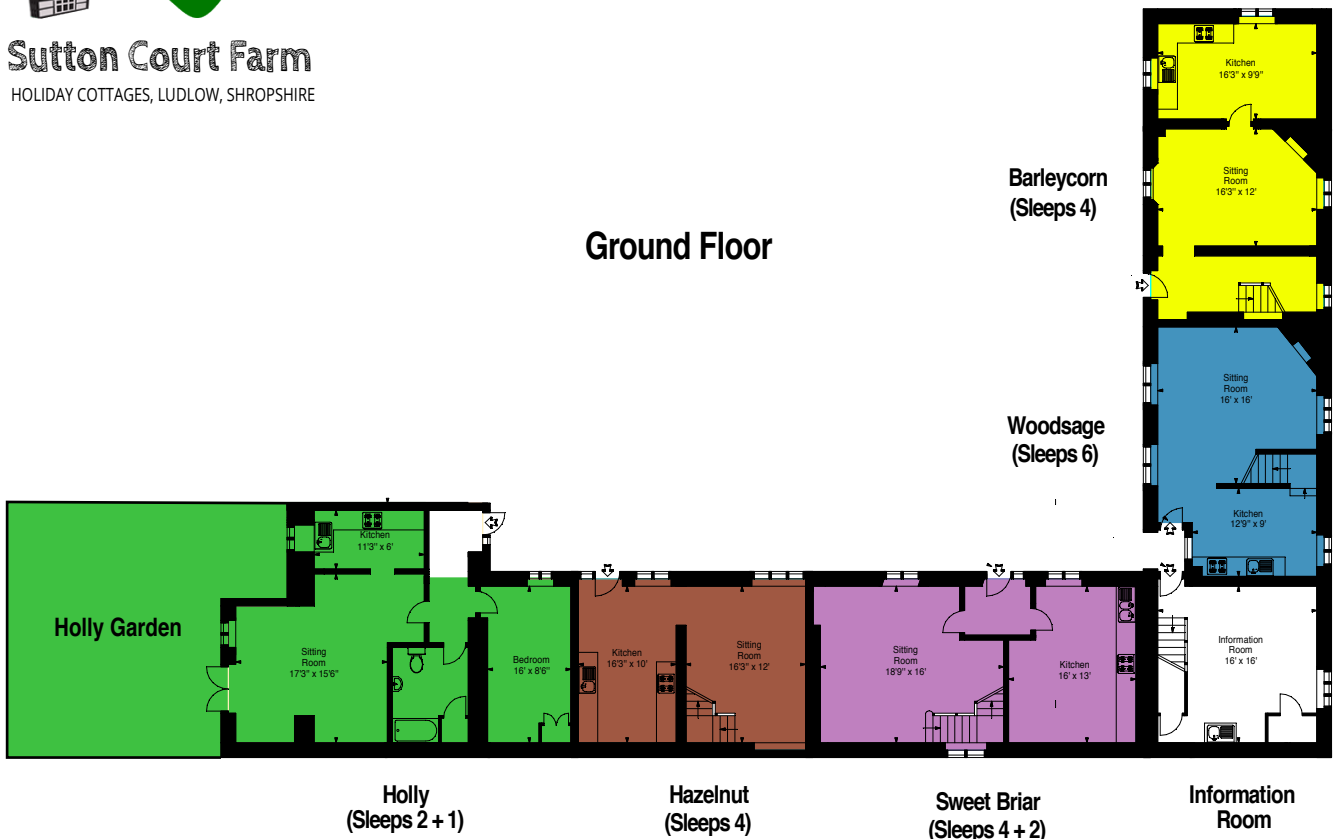 Sutton Court Farm
HOLIDAY COTTAGES, LUDLOW, SHROPSHIRE
Ground Floor
Kitchen
16'3" x 9'9"
Barleycorn
(Sleeps 4)
Sitting
Room
16'3" x 12'
Woodsage
(Sleeps 6)
Sitting
Room
16' x 16'
Kitchen
12'9" x 9'
Holly Garden
Kitchen
11'3" x 6'
Sitting
Room
17'3" x 15'6"
Bedroom
16' x 8'6"
Kitchen
16'3" x 10'
Sitting
Room
16'3" x 12'
Sitting
Room
18'9" x 16'
Kitchen
16' x 13'
Information
Room
16' x 16'
Holly
(Sleeps 2 + 1)
Hazelnut
(Sleeps 4)
Sweet Briar
(Sleeps 4 + 2)
Information
Room